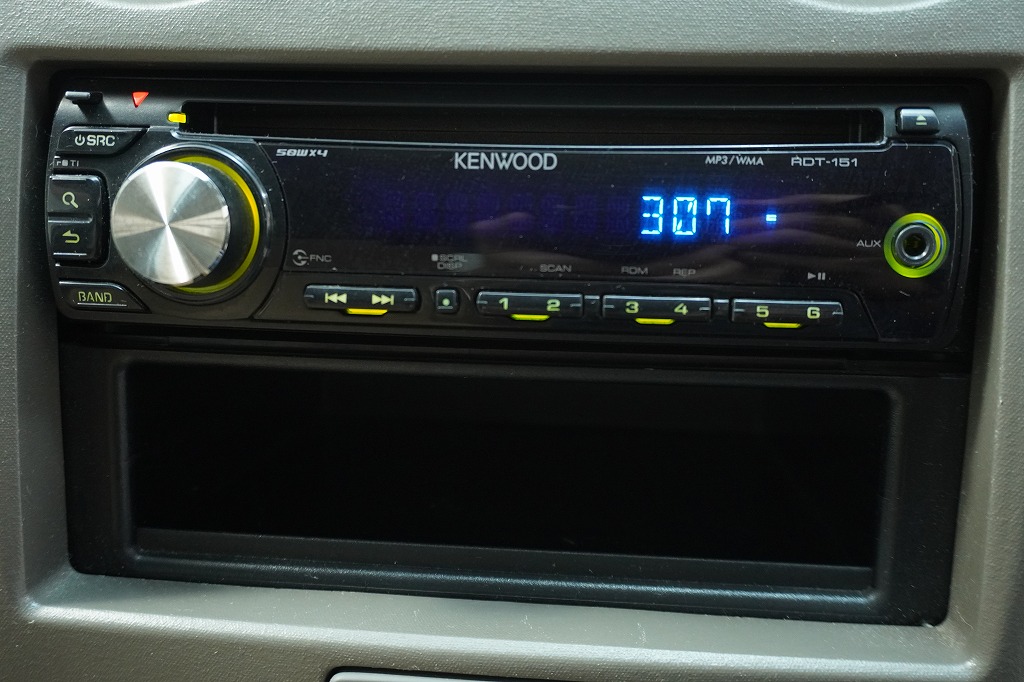 SRC
50WX4
KENWOOD
MP3/WMA
RDT-151
TI
307
AUX
FNC
SCRL
DISP
SCAN
RDM
REP
BAND
1 2
3 4
5 6